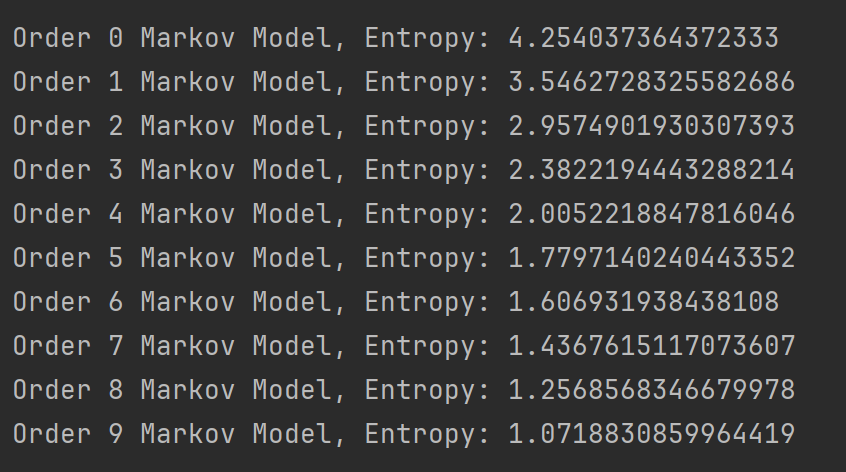 Order 0 Markov Model, Entropy: 4.254037364372333
Order 1 Markov Model, Entropy: 3.5462728325582686
Order 2 Markov Model, Entropy: 2.9574901930307393
Order 3 Markov Model, Entropy: 2.3822194443288214
Order 4 Markov Model, Entropy: 2.0052218847816046
Order 5 Markov Model, Entropy: 1.7797140240443352
Order 6 Markov Model, Entropy: 1.606931938438108
Order 7 Markov Model, Entropy: 1.4367615117073607
Order 8 Markov Model, Entropy: 1.2568568346679978
Order 9 Markov Model, Entropy: 1.0718830859964419